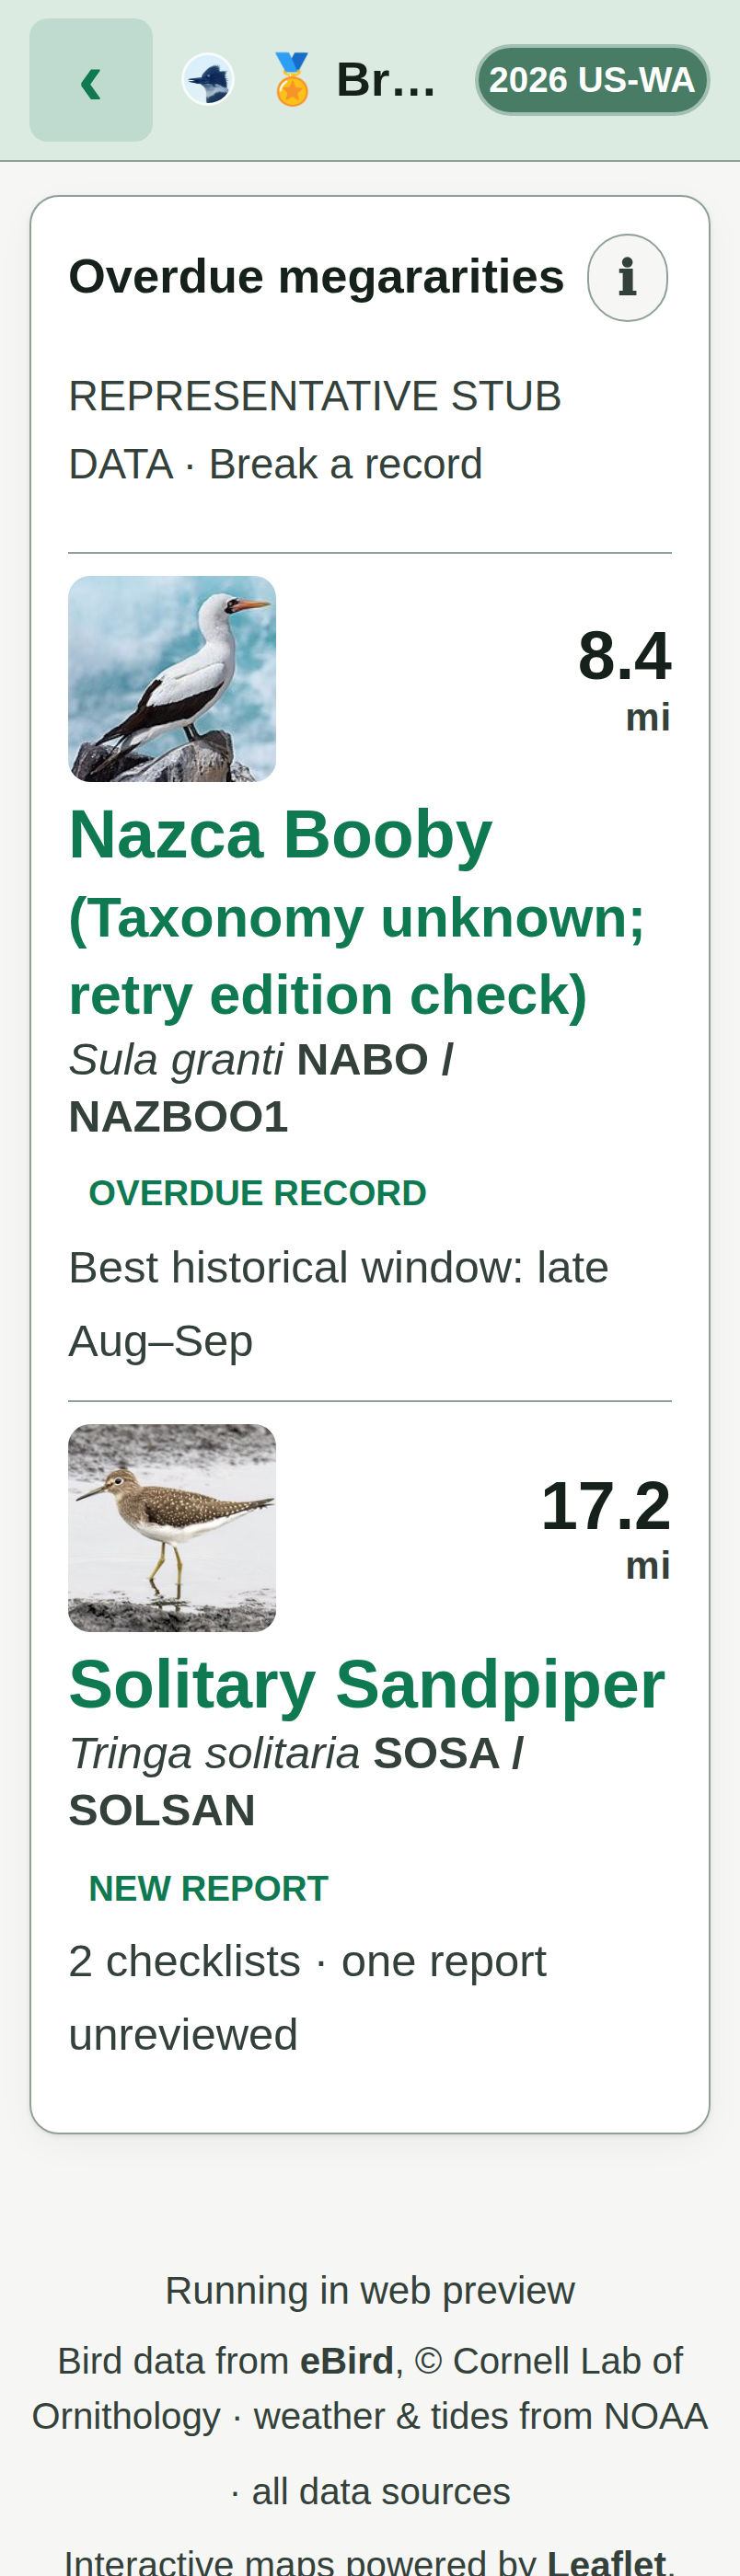 ‹ 🏅 Br… 2026 US-WA
Overdue megararities ℹ
REPRESENTATIVE STUB
DATA · Break a record
8.4
mi
Nazca Booby
(Taxonomy unknown;
retry edition check)
Sula granti NABO /
NAZBOO1
OVERDUE RECORD
Best historical window: late
Aug–Sep
17.2
mi
Solitary Sandpiper
Tringa solitaria SOSA /
SOLSAN
NEW REPORT
2 checklists · one report
unreviewed
Running in web preview
Bird data from eBird, © Cornell Lab of
Ornithology · weather & tides from NOAA
· all data sources
Interactive maps powered by Leaflet.